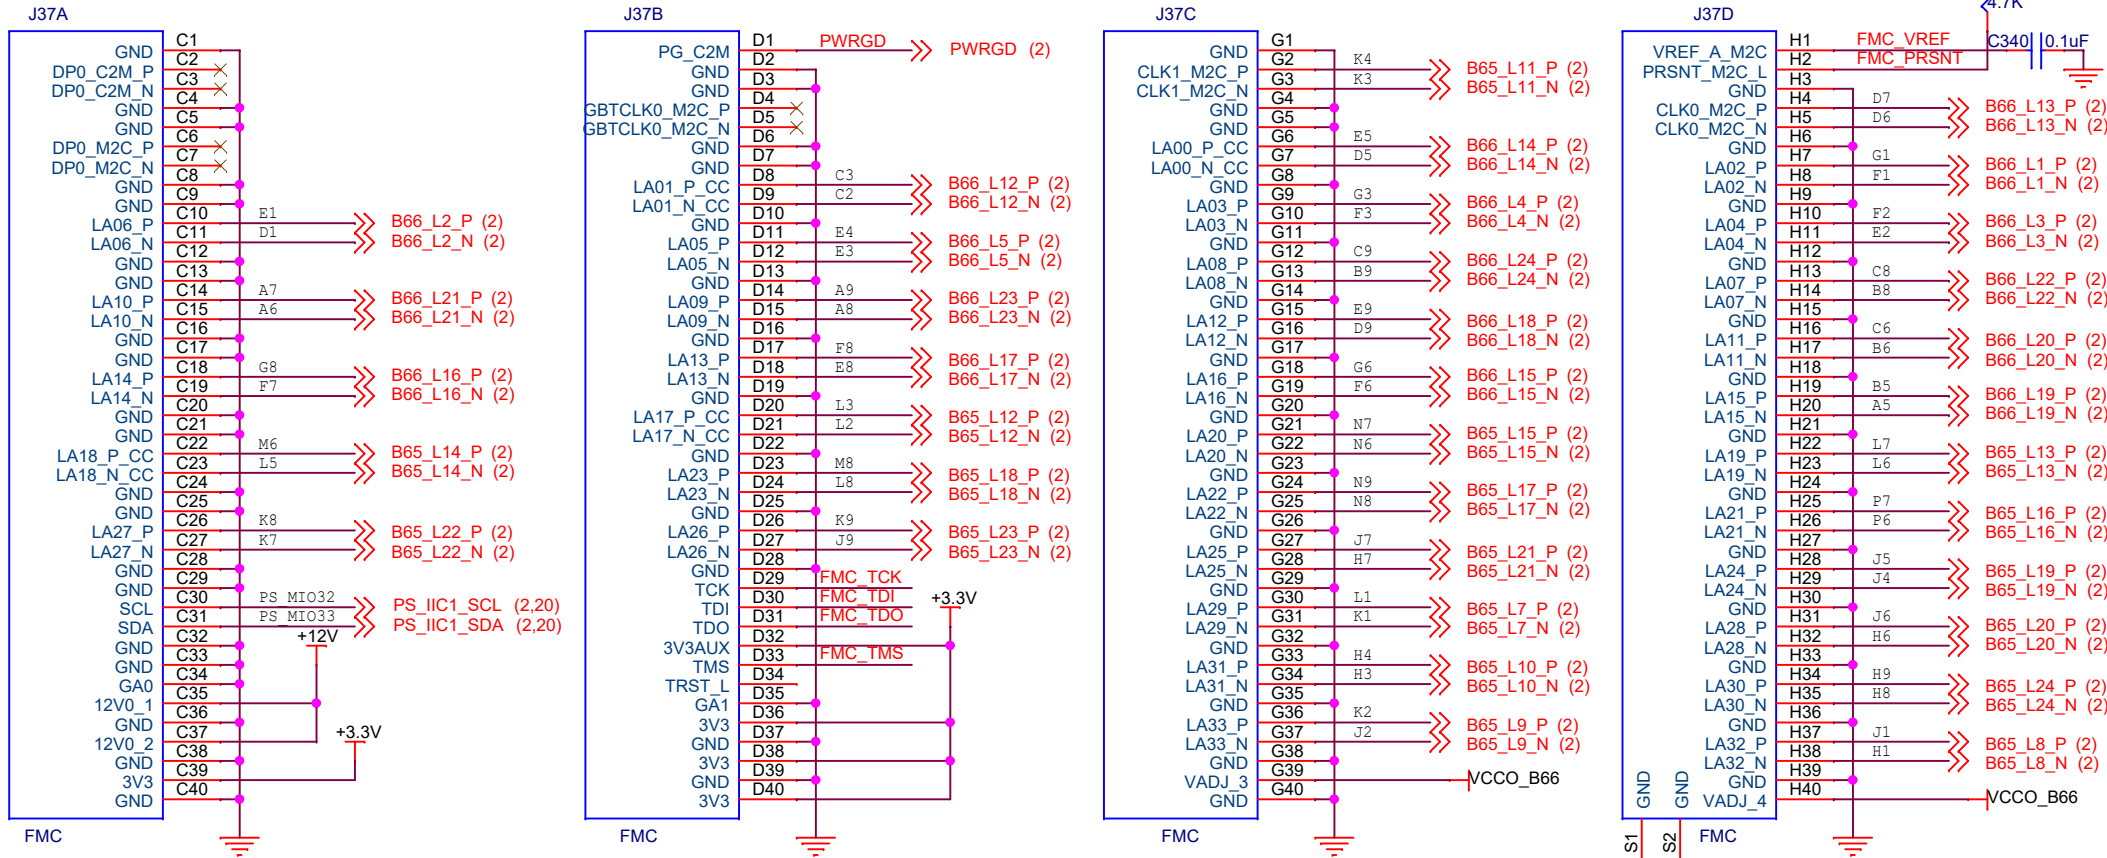 J37A
GND C1
DP0_C2M_P C2
DP0_C2M_N C3
GND C4
GND C5
DP0_M2C_P C6
DP0_M2C_N C7
GND C8
GND C9
LA06_P C10 E1 B66_L2_P (2)
LA06_N C11 D1 B66_L2_N (2)
GND C12
GND C13
LA10_P C14 A7 B66_L21_P (2)
LA10_N C15 A6 B66_L21_N (2)
GND C16
GND C17
LA14_P C18 G8 B66_L16_P (2)
LA14_N C19 F7 B66_L16_N (2)
GND C20
GND C21
LA18_P_CC C22 M6 B65_L14_P (2)
LA18_N_CC C23 L5 B65_L14_N (2)
GND C24
GND C25
LA27_P C26 K8 B65_L22_P (2)
LA27_N C27 K7 B65_L22_N (2)
GND C28
GND C29
SCL C30 PS_MIO32 PS_IIC1_SCL (2,20)
SDA C31 PS_MIO33 PS_IIC1_SDA (2,20)
GND C32 +12V
GND C33
GA0 C34
12V0_1 C35
GND C36
12V0_2 C37 +3.3V
GND C38
3V3 C39
GND C40
FMC
J37B
PG_C2M D1 PWRGD PWRGD (2)
GND D2
GND D3
GBTCLK0_M2C_P D4
GBTCLK0_M2C_N D5
GND D6
GND D7
LA01_P_CC D8 C3 B66_L12_P (2)
LA01_N_CC D9 C2 B66_L12_N (2)
GND D10
LA05_P D11 E4 B66_L5_P (2)
LA05_N D12 E3 B66_L5_N (2)
GND D13
LA09_P D14 A9 B66_L23_P (2)
LA09_N D15 A8 B66_L23_N (2)
GND D16
LA13_P D17 F8 B66_L17_P (2)
LA13_N D18 E8 B66_L17_N (2)
GND D19
LA17_P_CC D20 L3 B65_L12_P (2)
LA17_N_CC D21 L2 B65_L12_N (2)
GND D22
LA23_P D23 M8 B65_L18_P (2)
LA23_N D24 L8 B65_L18_N (2)
GND D25
LA26_P D26 K9 B65_L23_P (2)
LA26_N D27 J9 B65_L23_N (2)
GND D28
TCK D29 FMC_TCK
TDI D30 FMC_TDI +3.3V
TDO D31 FMC_TDO
3V3AUX D32
TMS D33 FMC_TMS
TRST_L D34
GA1 D35
3V3 D36
GND D37
3V3 D38
GND D39
3V3 D40
FMC
J37C
GND G1
CLK1_M2C_P G2 K4 B65_L11_P (2)
CLK1_M2C_N G3 K3 B65_L11_N (2)
GND G4
GND G5
LA00_P_CC G6 E5 B66_L14_P (2)
LA00_N_CC G7 D5 B66_L14_N (2)
GND G8
LA03_P G9 G3 B66_L4_P (2)
LA03_N G10 F3 B66_L4_N (2)
GND G11
LA08_P G12 C9 B66_L24_P (2)
LA08_N G13 B9 B66_L24_N (2)
GND G14
LA12_P G15 E9 B66_L18_P (2)
LA12_N G16 D9 B66_L18_N (2)
GND G17
LA16_P G18 G6 B66_L15_P (2)
LA16_N G19 F6 B66_L15_N (2)
GND G20
LA20_P G21 N7 B65_L15_P (2)
LA20_N G22 N6 B65_L15_N (2)
GND G23
LA22_P G24 N9 B65_L17_P (2)
LA22_N G25 N8 B65_L17_N (2)
GND G26
LA25_P G27 J7 B65_L21_P (2)
LA25_N G28 H7 B65_L21_N (2)
GND G29
LA29_P G30 L1 B65_L7_P (2)
LA29_N G31 K1 B65_L7_N (2)
GND G32
LA31_P G33 H4 B65_L10_P (2)
LA31_N G34 H3 B65_L10_N (2)
GND G35
LA33_P G36 K2 B65_L9_P (2)
LA33_N G37 J2 B65_L9_N (2)
GND G38
VADJ_3 G39 VCCO_B66
GND G40
FMC
J37D
4.7K
VREF_A_M2C H1 FMC_VREF C340 0.1uF
PRSNT_M2C_L H2 FMC_PRSNT
GND H3
CLK0_M2C_P H4 D7 B66_L13_P (2)
CLK0_M2C_N H5 D6 B66_L13_N (2)
GND H6
LA02_P H7 G1 B66_L1_P (2)
LA02_N H8 F1 B66_L1_N (2)
GND H9
LA04_P H10 F2 B66_L3_P (2)
LA04_N H11 E2 B66_L3_N (2)
GND H12
LA07_P H13 C8 B66_L22_P (2)
LA07_N H14 B8 B66_L22_N (2)
GND H15
LA11_P H16 C6 B66_L20_P (2)
LA11_N H17 B6 B66_L20_N (2)
GND H18
LA15_P H19 B5 B66_L19_P (2)
LA15_N H20 A5 B66_L19_N (2)
GND H21
LA19_P H22 L7 B65_L13_P (2)
LA19_N H23 L6 B65_L13_N (2)
GND H24
LA21_P H25 P7 B65_L16_P (2)
LA21_N H26 P6 B65_L16_N (2)
GND H27
LA24_P H28 J5 B65_L19_P (2)
LA24_N H29 J4 B65_L19_N (2)
GND H30
LA28_P H31 J6 B65_L20_P (2)
LA28_N H32 H6 B65_L20_N (2)
GND H33
LA30_P H34 H9 B65_L24_P (2)
LA30_N H35 H8 B65_L24_N (2)
GND H36
LA32_P H37 J1 B65_L8_P (2)
LA32_N H38 H1 B65_L8_N (2)
GND H39
VADJ_4 H40 VCCO_B66
GND GND
S1 S2
FMC